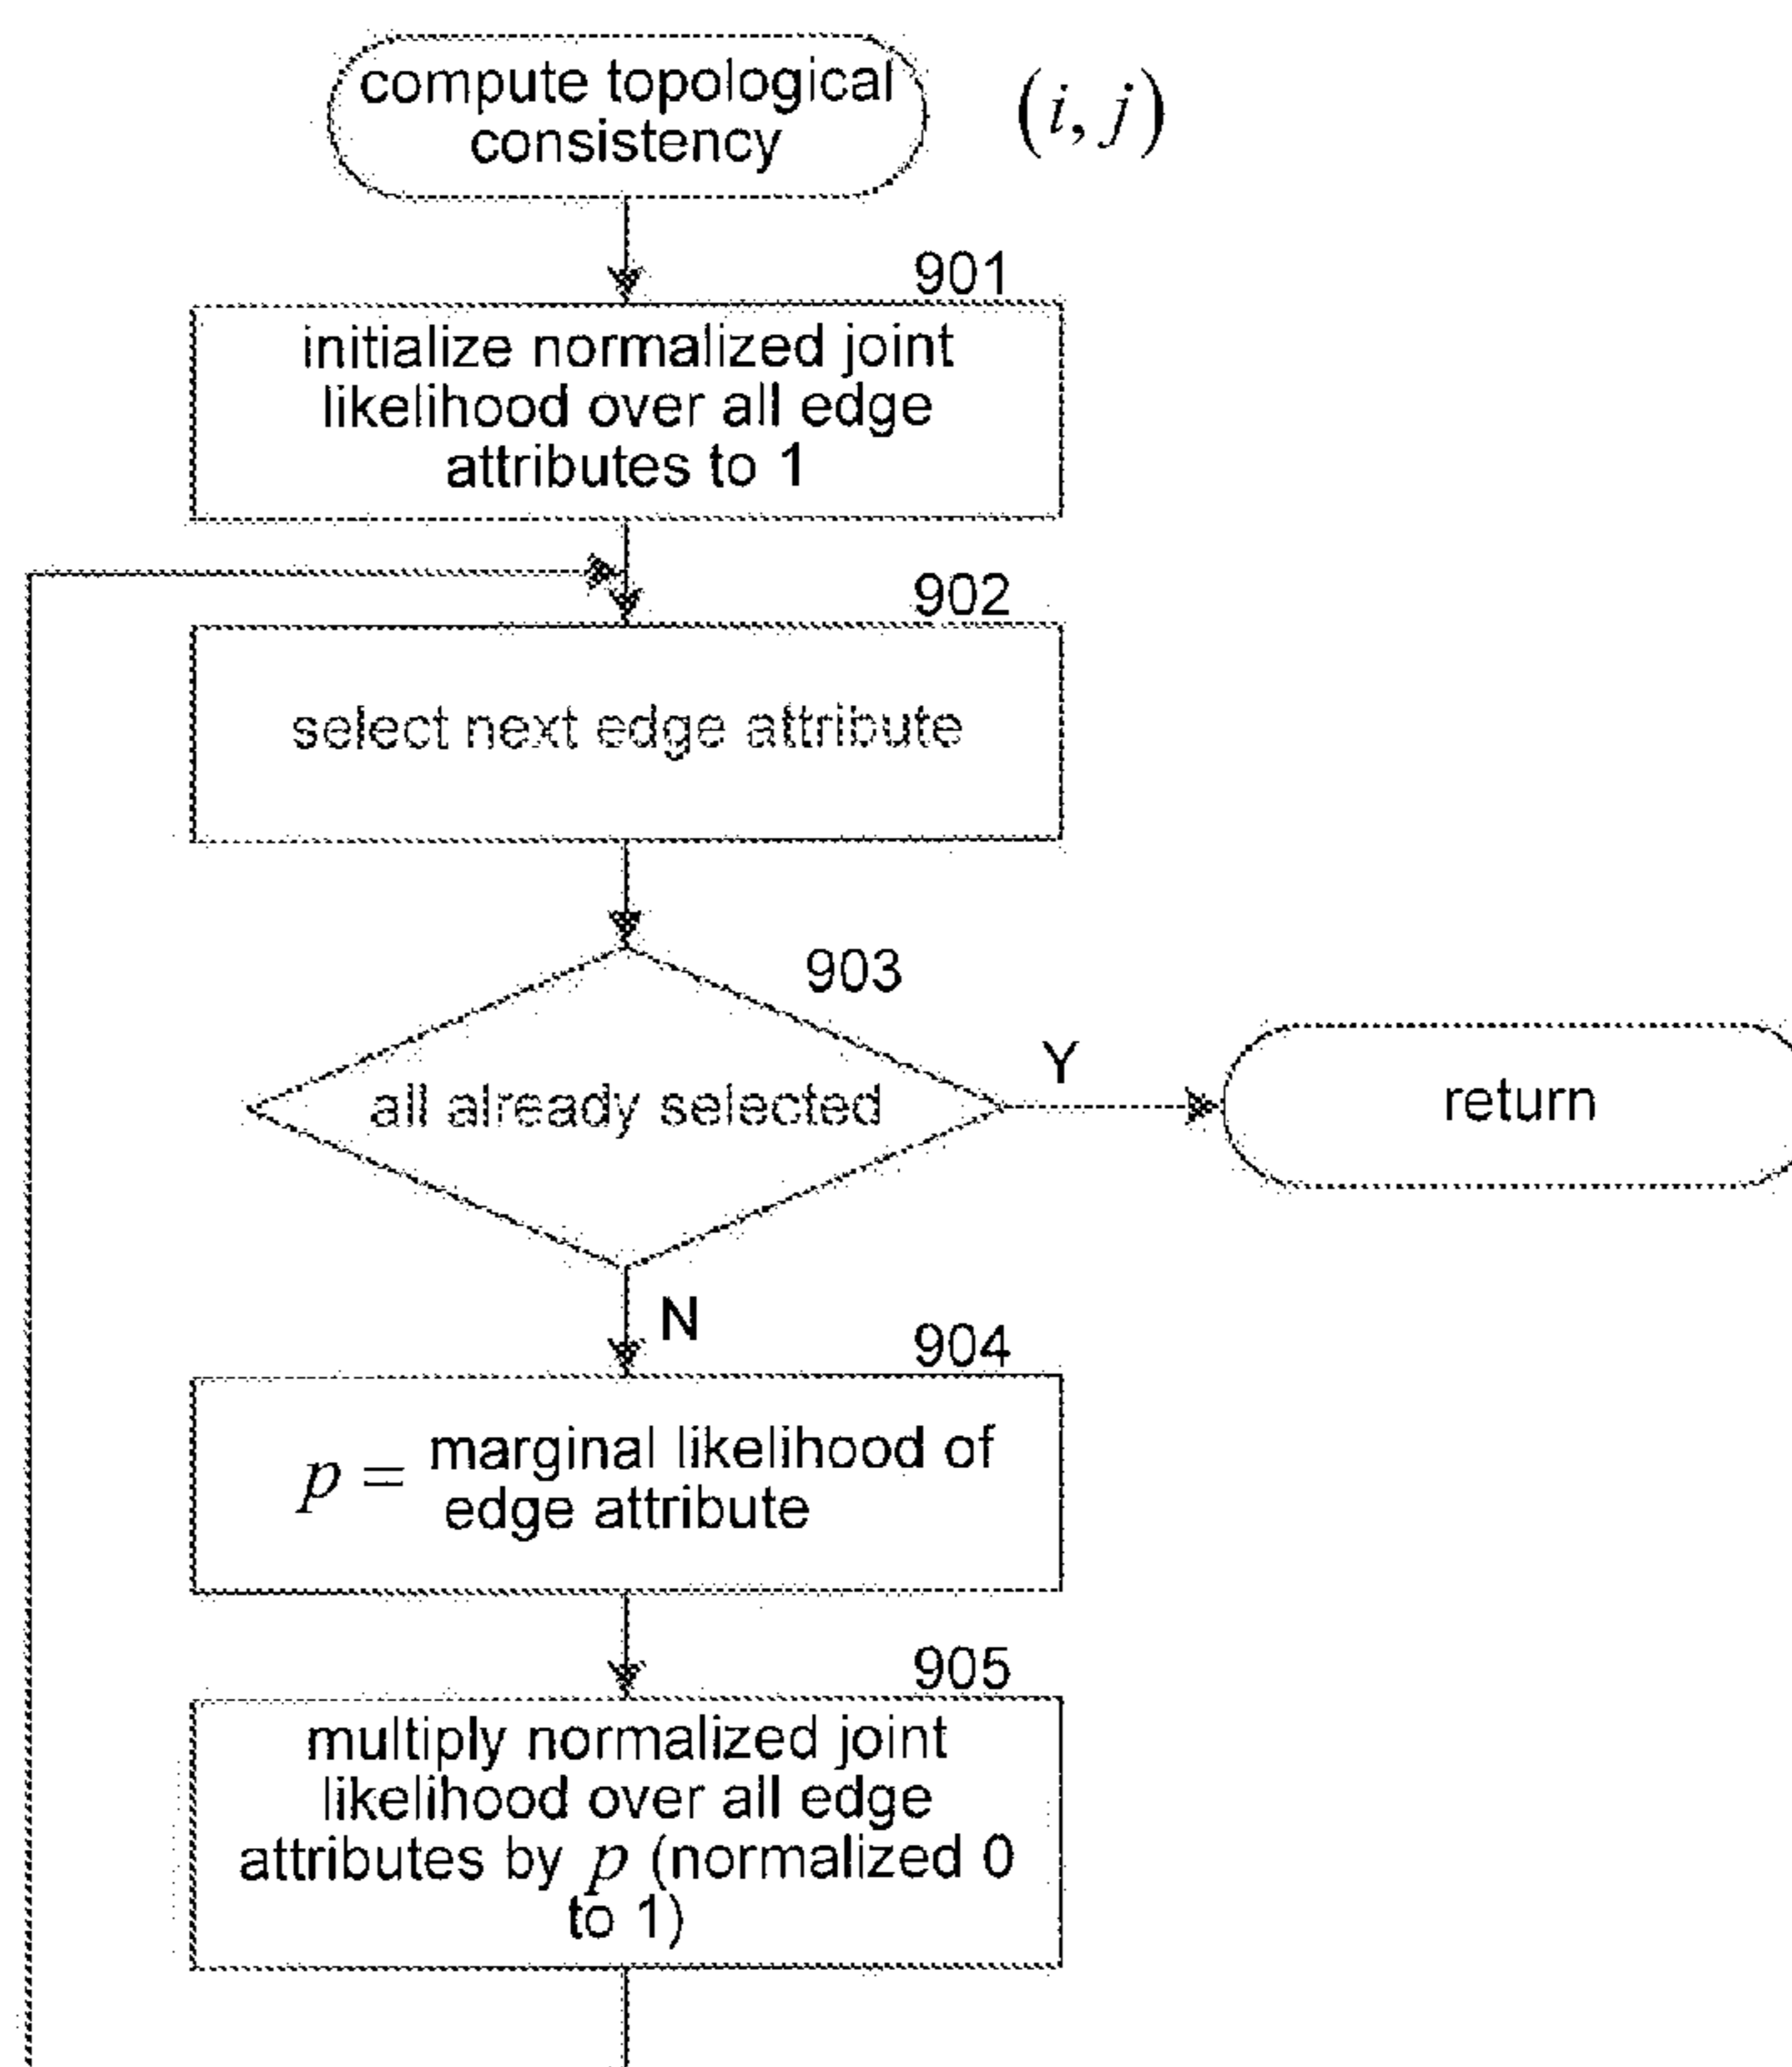 compute topological
consistency
(i, j)
901
initialize normalized joint
likelihood over all edge
attributes to 1
902
select next edge attribute
903
all already selected
Y
return
N
904
p = marginal likelihood of
edge attribute
905
multiply normalized joint
likelihood over all edge
attributes by p (normalized 0
to 1)